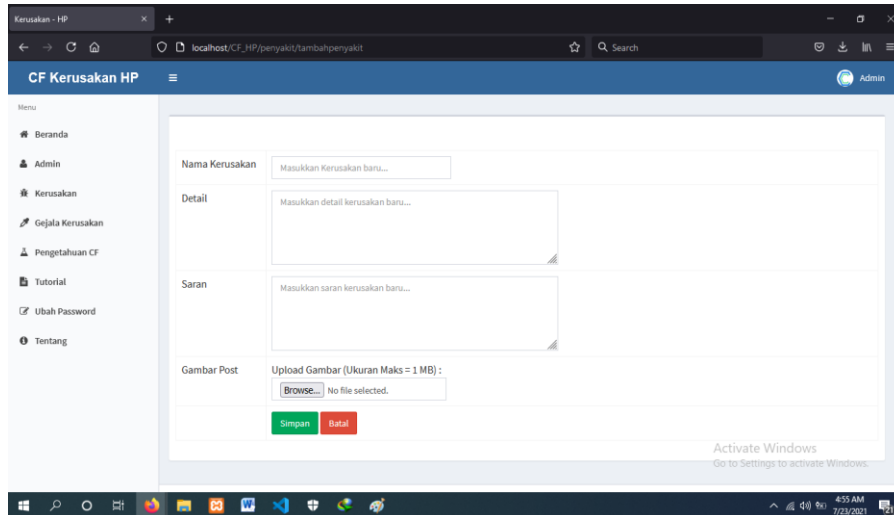 Kerusakan - HP
localhost/CF_HP/penyakit/tambahpenyakit
Search
CF Kerusakan HP
Admin
Menu
Beranda
Admin
Kerusakan
Gejala Kerusakan
Pengetahuan CF
Tutorial
Ubah Password
Tentang
Nama Kerusakan
Masukkan Kerusakan baru...
Detail
Masukkan detail kerusakan baru...
Saran
Masukkan saran kerusakan baru...
Gambar Post
Upload Gambar (Ukuran Maks = 1 MB) :
Browse... No file selected.
Simpan
Batal
Activate Windows
Go to Settings to activate Windows.
4:55 AM
7/23/2021